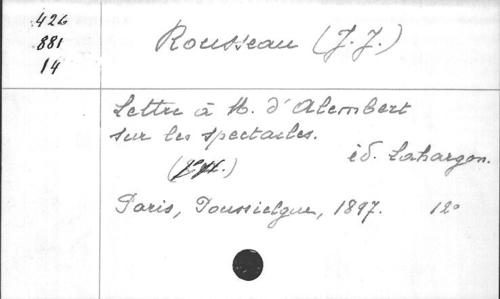 426
881
14
Rousseau (J. J.)
Lettre à M. d'Alembert
sur les spectacles.
éd. Lahargou.
Paris, Poussielgue, 1897. 12°